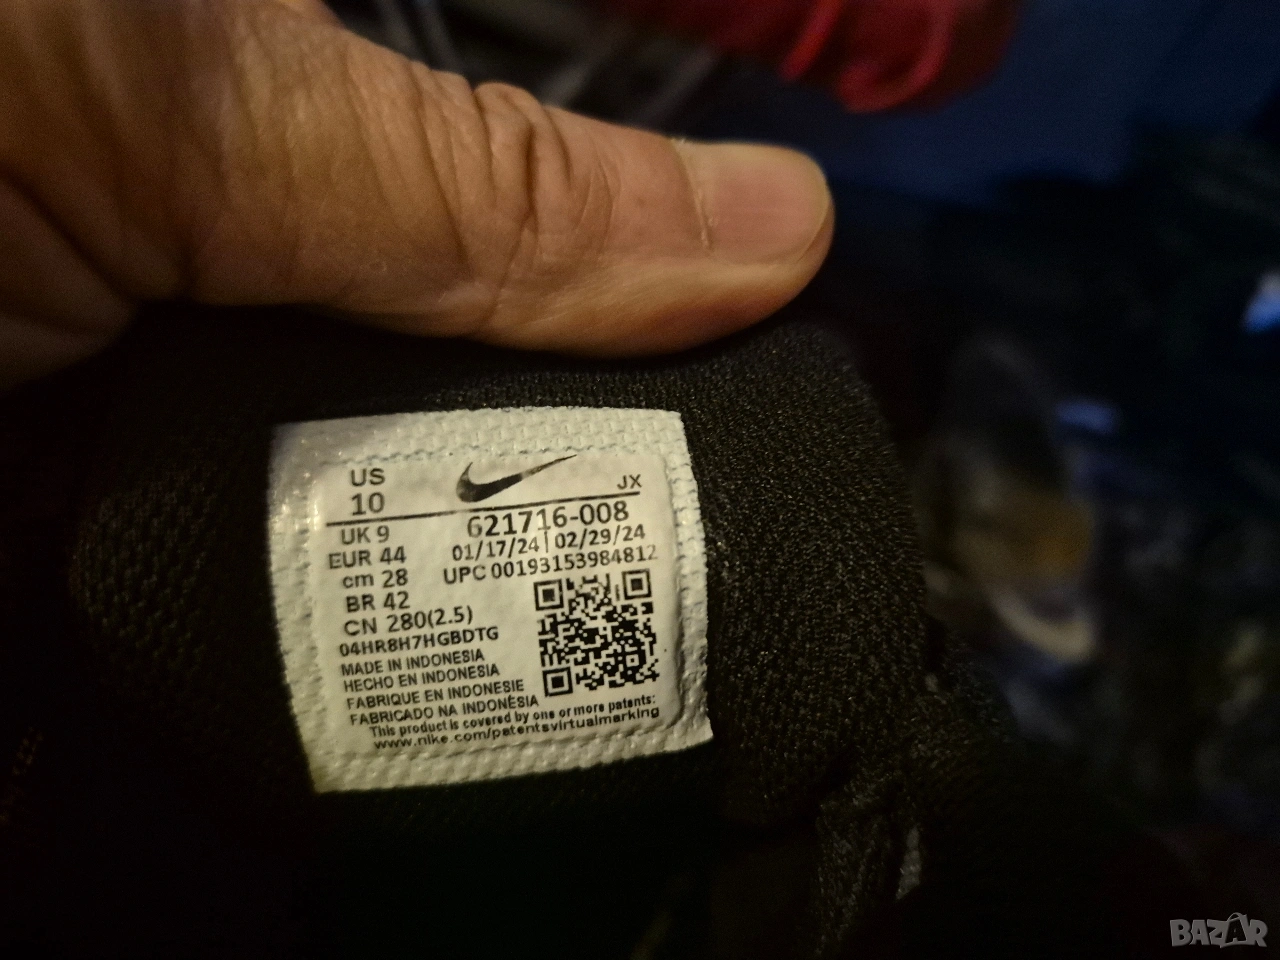 US
10
JX
621716-008
UK 9
01/17/24 | 02/29/24
EUR 44
UPC 00193153984812
cm 28
BR 42
CN 280(2.5)
04HR8H7HGBDTG
MADE IN INDONESIA
HECHO EN INDONESIA
FABRIQUE EN INDONESIE
FABRICADO NA INDONÉSIA
This product is covered by one or more patents:
www.nike.com/patentsvirtualmarking
BAZAR